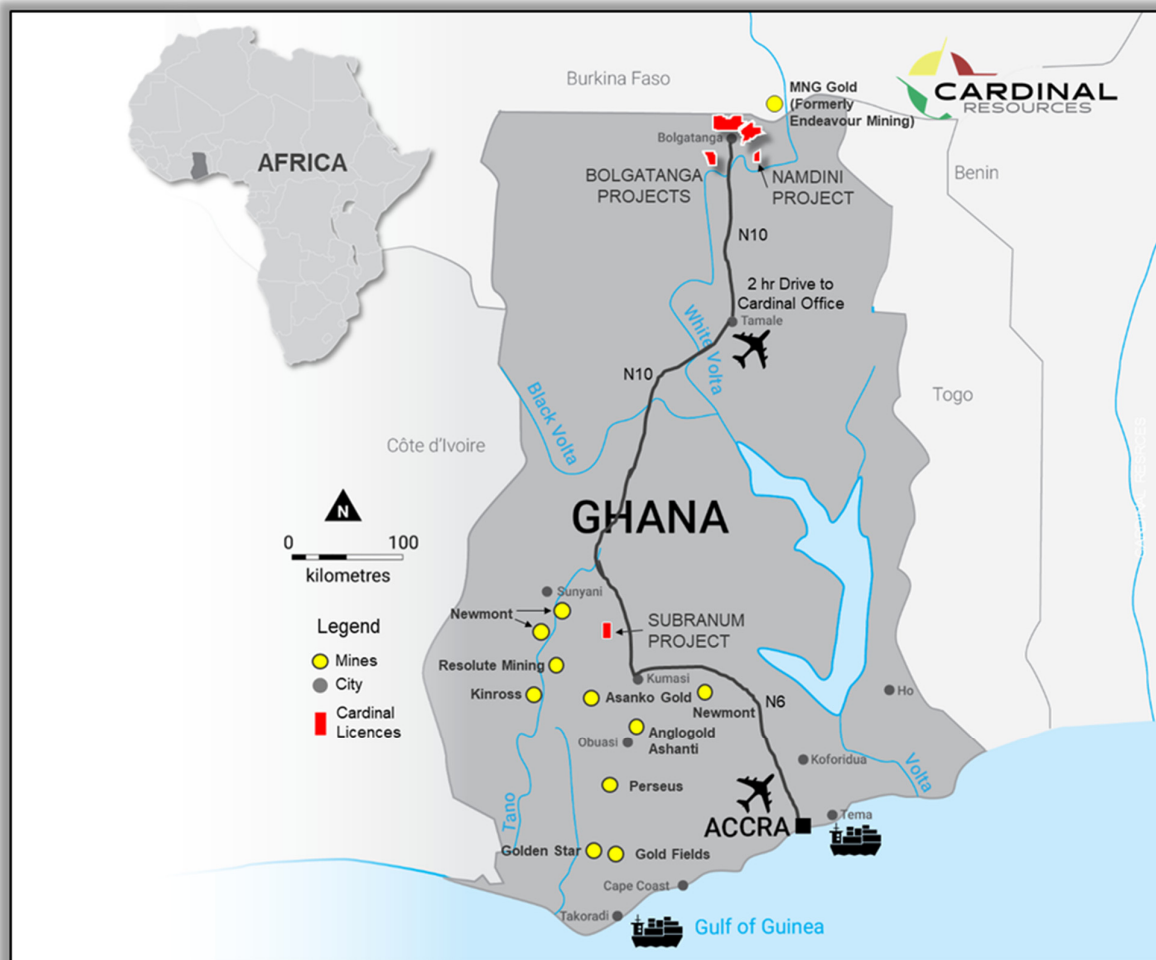 Burkina Faso
MNG Gold
(Formerly
Endeavour Mining)
CARDINAL
RESOURCES
AFRICA
Bolgatanga
BOLGATANGA
PROJECTS
NAMDINI
PROJECT
Benin
N10
2 hr Drive to
Cardinal Office
Tamale
White Volta
N10
Black Volta
Togo
Côte d'Ivoire
GHANA
N
0 100
kilometres
Sunyani
Newmont
SUBRANUM
PROJECT
Legend
Mines
City
Cardinal
Licences
Resolute Mining
Kumasi
Kinross
Asanko Gold
Newmont
N6
Ho
Anglogold
Ashanti
Obuasi
Koforidua
Volta
Perseus
Tano
ACCRA
Tema
Golden Star
Gold Fields
Cape Coast
Takoradi
Gulf of Guinea